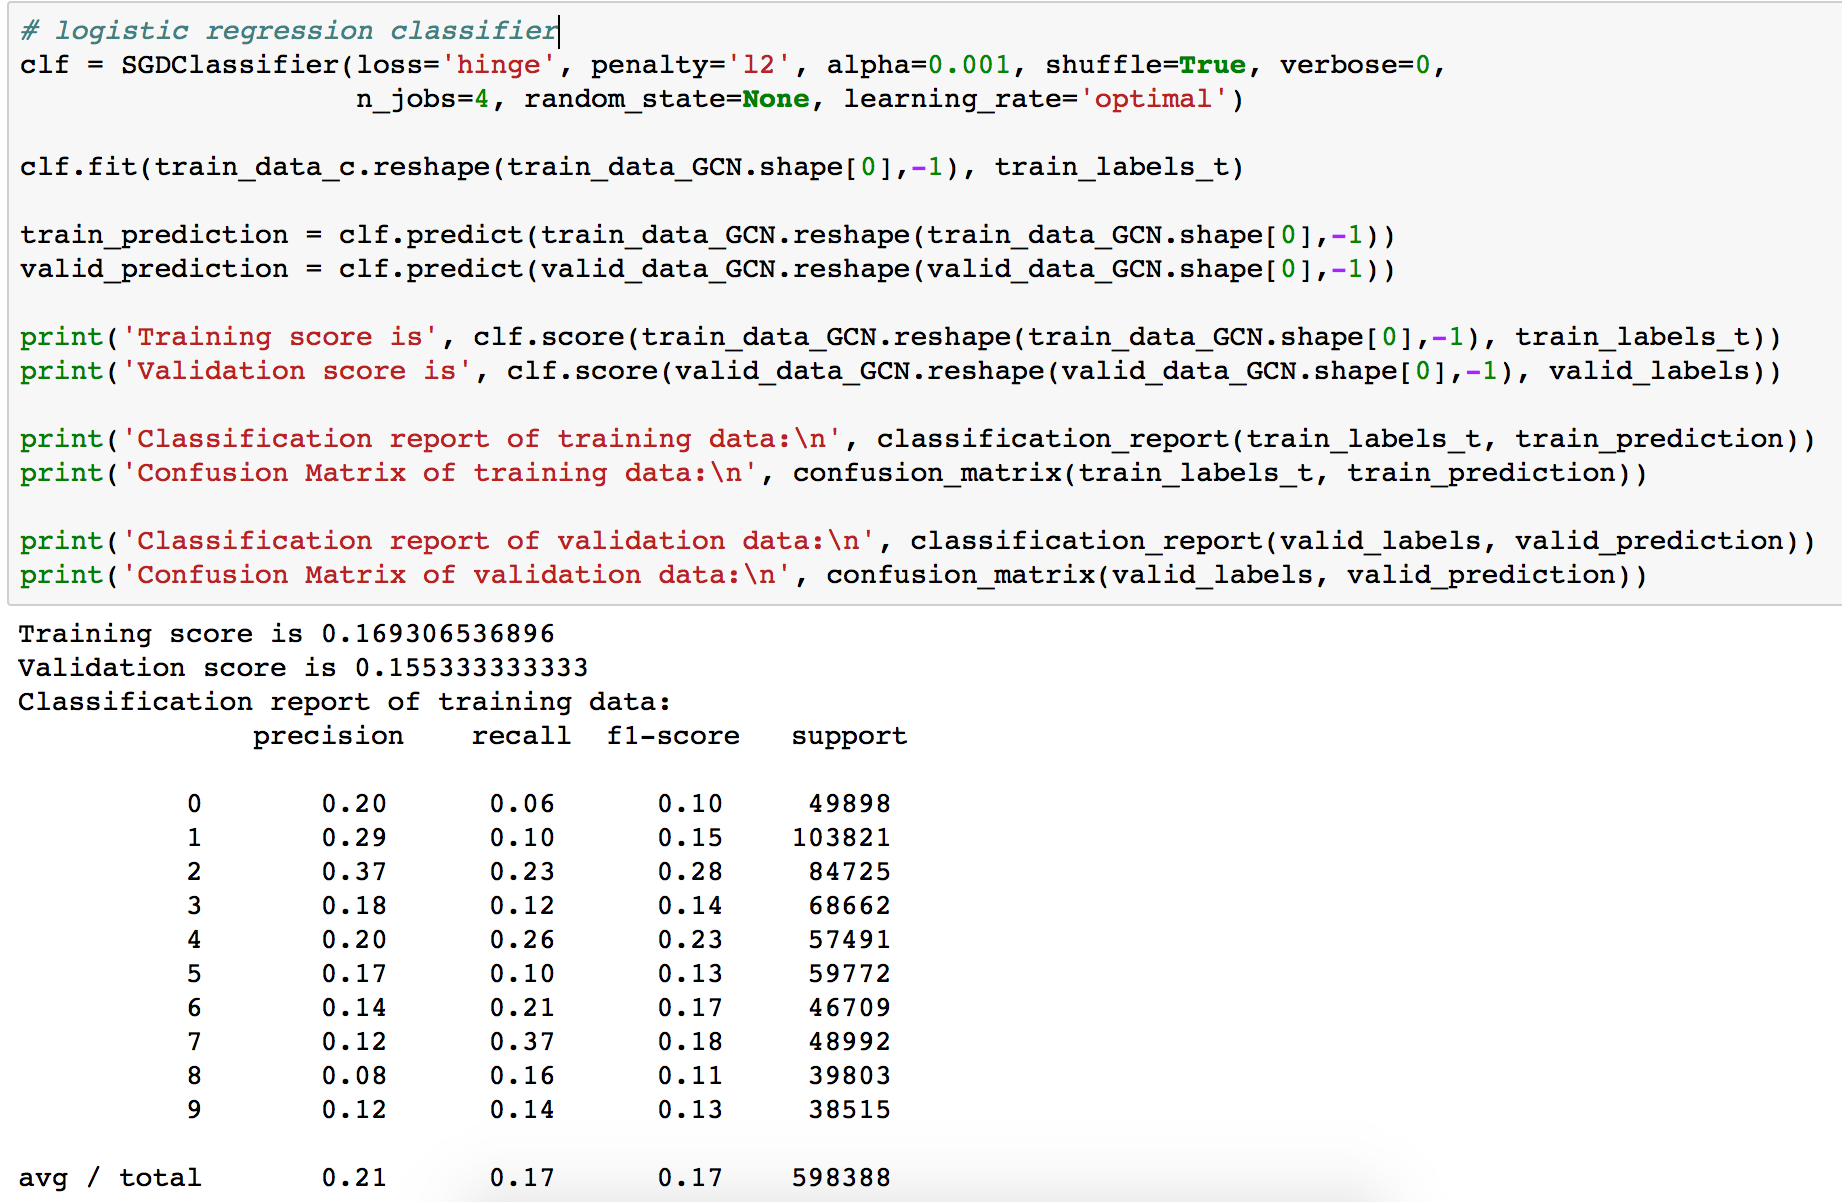 # logistic regression classifier
clf = SGDClassifier(loss='hinge', penalty='l2', alpha=0.001, shuffle=True, verbose=0,
                    n_jobs=4, random_state=None, learning_rate='optimal')
clf.fit(train_data_c.reshape(train_data_GCN.shape[0],-1), train_labels_t)
train_prediction = clf.predict(train_data_GCN.reshape(train_data_GCN.shape[0],-1))
valid_prediction = clf.predict(valid_data_GCN.reshape(valid_data_GCN.shape[0],-1))
print('Training score is', clf.score(train_data_GCN.reshape(train_data_GCN.shape[0],-1), train_labels_t))
print('Validation score is', clf.score(valid_data_GCN.reshape(valid_data_GCN.shape[0],-1), valid_labels))
print('Classification report of training data:\n', classification_report(train_labels_t, train_prediction))
print('Confusion Matrix of training data:\n', confusion_matrix(train_labels_t, train_prediction))
print('Classification report of validation data:\n', classification_report(valid_labels, valid_prediction))
print('Confusion Matrix of validation data:\n', confusion_matrix(valid_labels, valid_prediction))
Training score is 0.169306536896
Validation score is 0.155333333333
Classification report of training data:
              precision    recall  f1-score   support
          0       0.20      0.06      0.10     49898
          1       0.29      0.10      0.15    103821
          2       0.37      0.23      0.28     84725
          3       0.18      0.12      0.14     68662
          4       0.20      0.26      0.23     57491
          5       0.17      0.10      0.13     59772
          6       0.14      0.21      0.17     46709
          7       0.12      0.37      0.18     48992
          8       0.08      0.16      0.11     39803
          9       0.12      0.14      0.13     38515
avg / total       0.21      0.17      0.17    598388